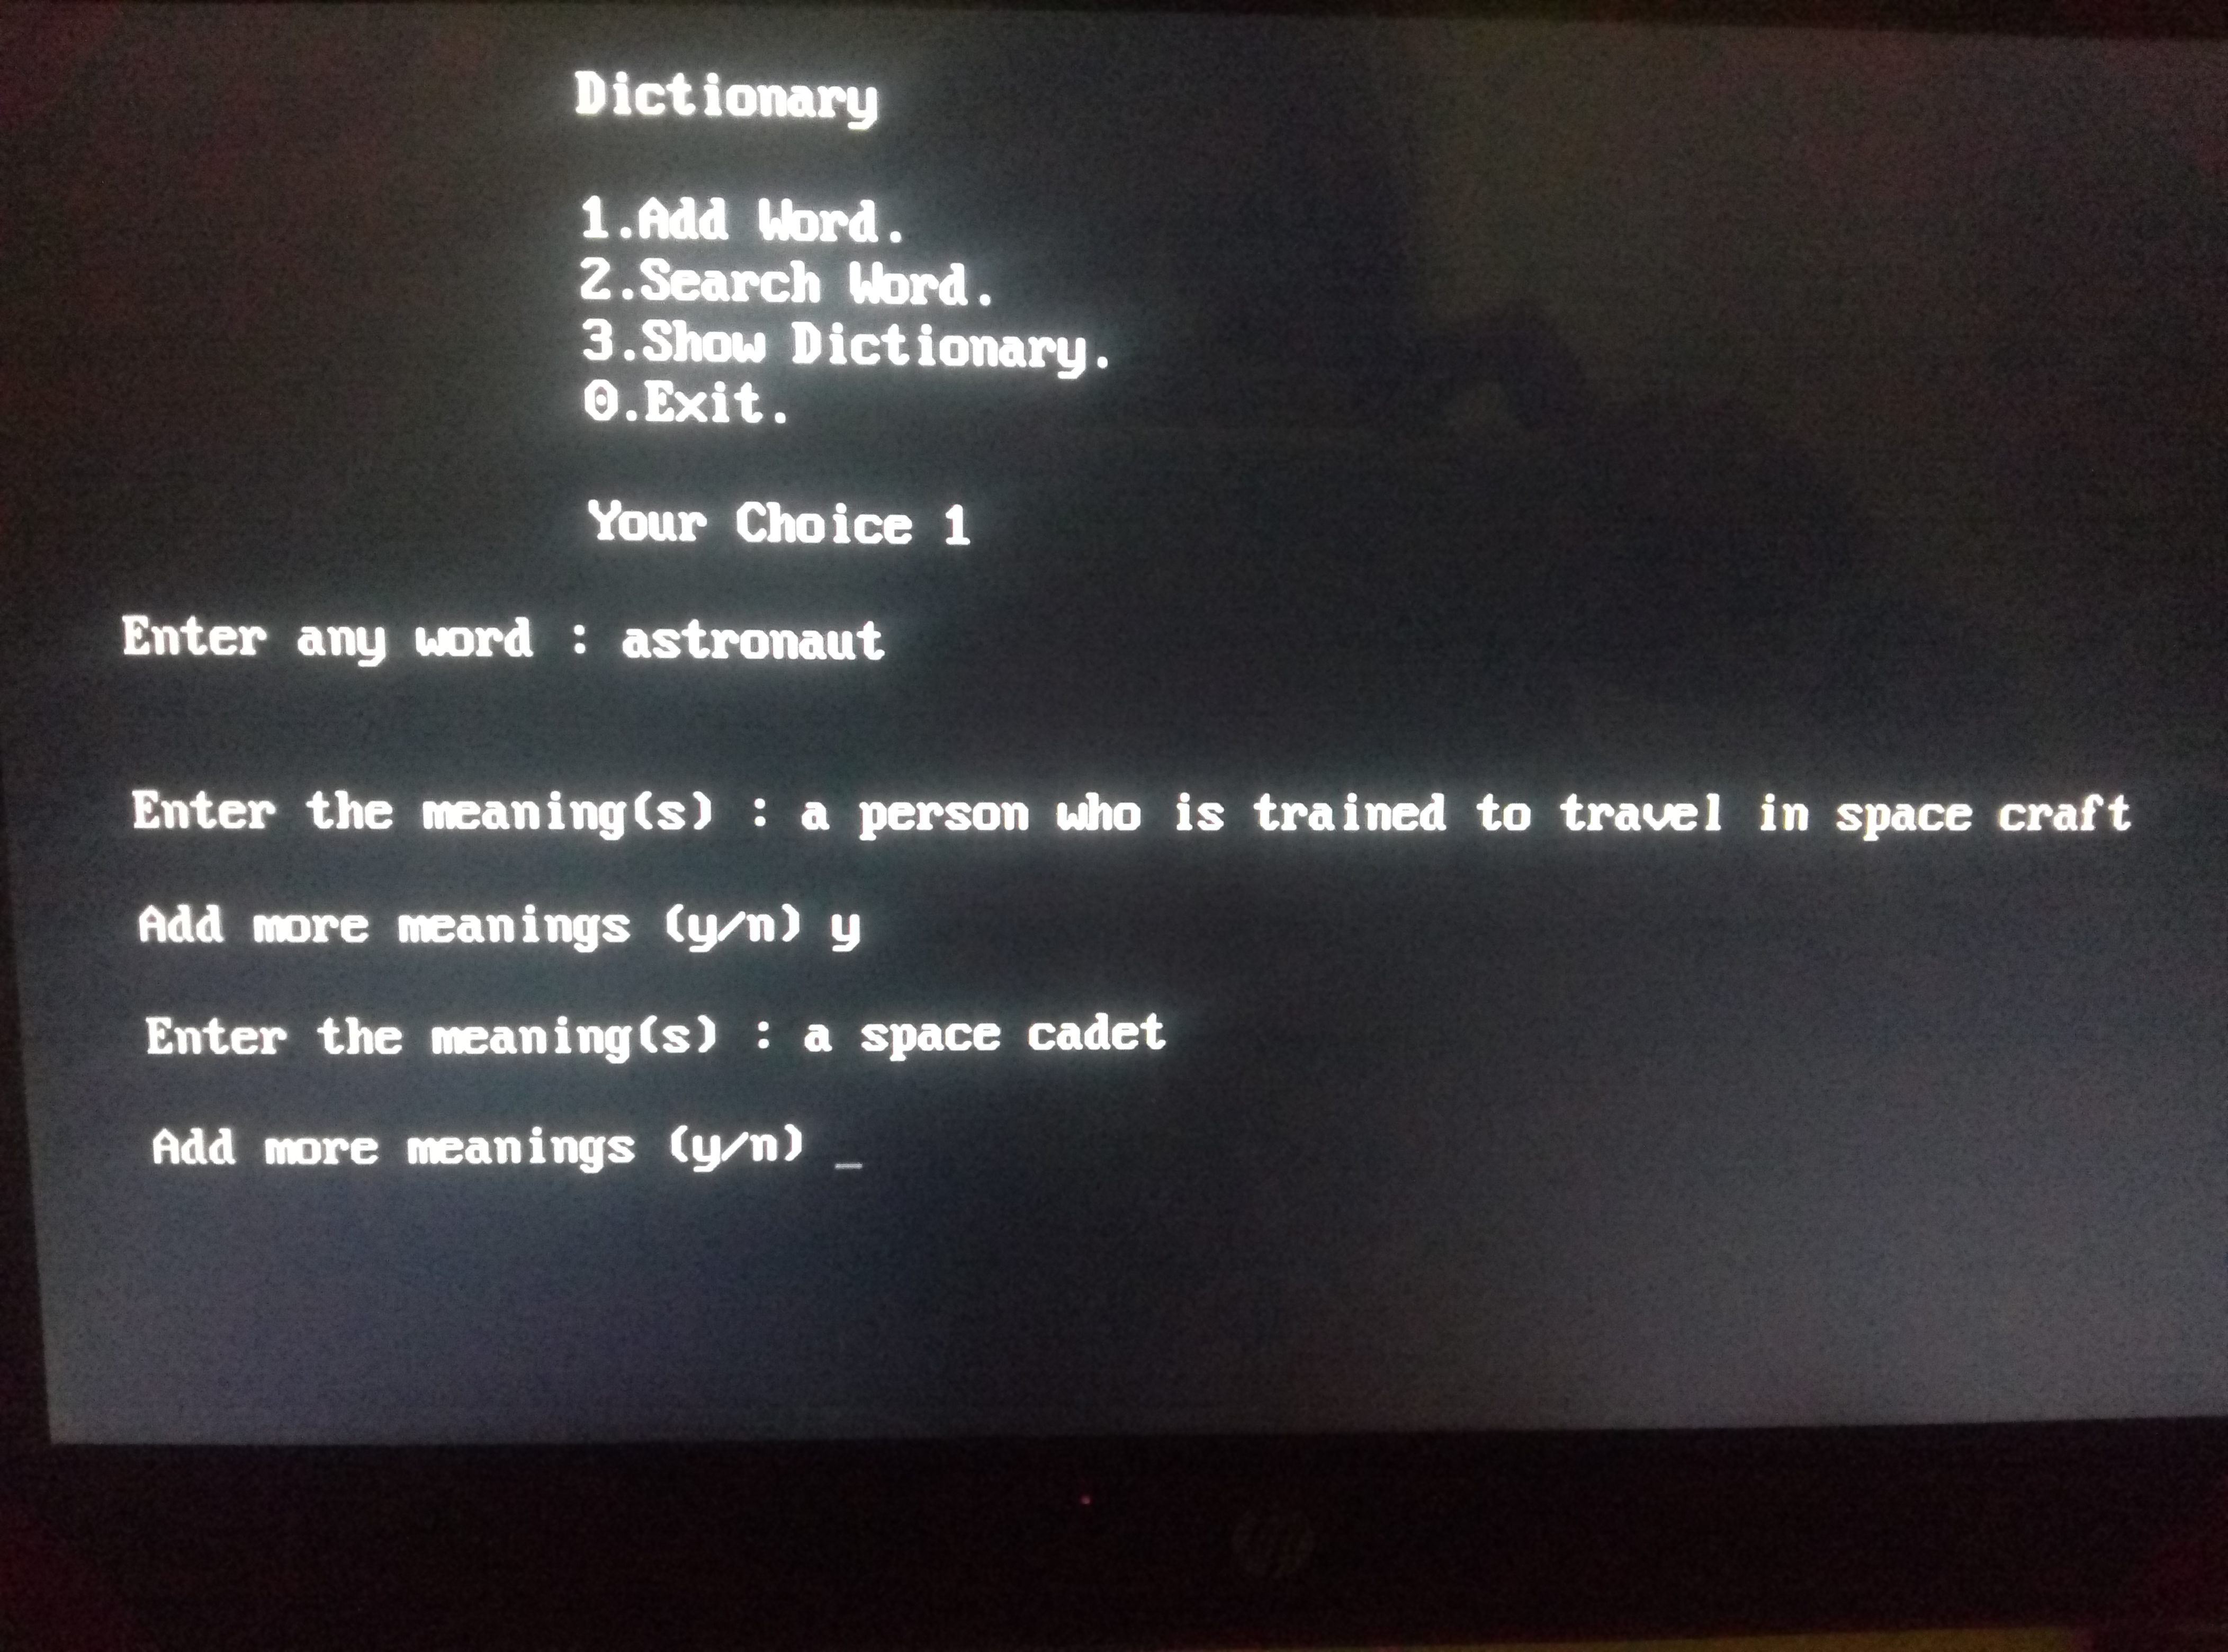 Dictionary
1.Add Word.
2.Search Word.
3.Show Dictionary.
0.Exit.
Your Choice 1
Enter any word : astronaut
Enter the meaning(s) : a person who is trained to travel in space craft
Add more meanings (y/n) y
Enter the meaning(s) : a space cadet
Add more meanings (y/n) _
hp